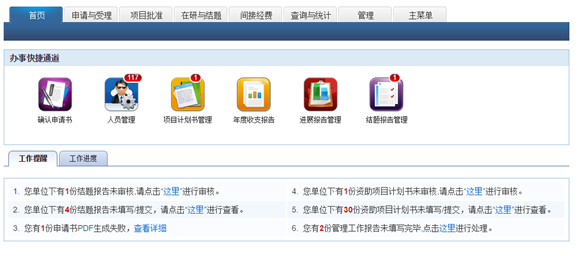 首页 申请与受理 项目批准 在研与结题 间接经费 查询与统计 管理 主菜单
办事快捷通道
117 1 1
确认申请书 人员管理 项目计划书管理 年度收支报告 进展报告管理 结题报告管理
工作提醒 工作进度
1. 您单位下有1份结题报告未审核,请点击"这里"进行审核。
4. 您单位下有1份资助项目计划书未审核,请点击"这里"进行审核。
2. 您单位下有4份结题报告未填写/提交，请点击"这里"进行查看。
5. 您单位下有30份资助项目计划书未填写/提交，请点击"这里"进行查看。
3. 您有1份申请书PDF生成失败，查看详细
6. 您有2份管理工作报告未填写完毕,点击这里进行处理。